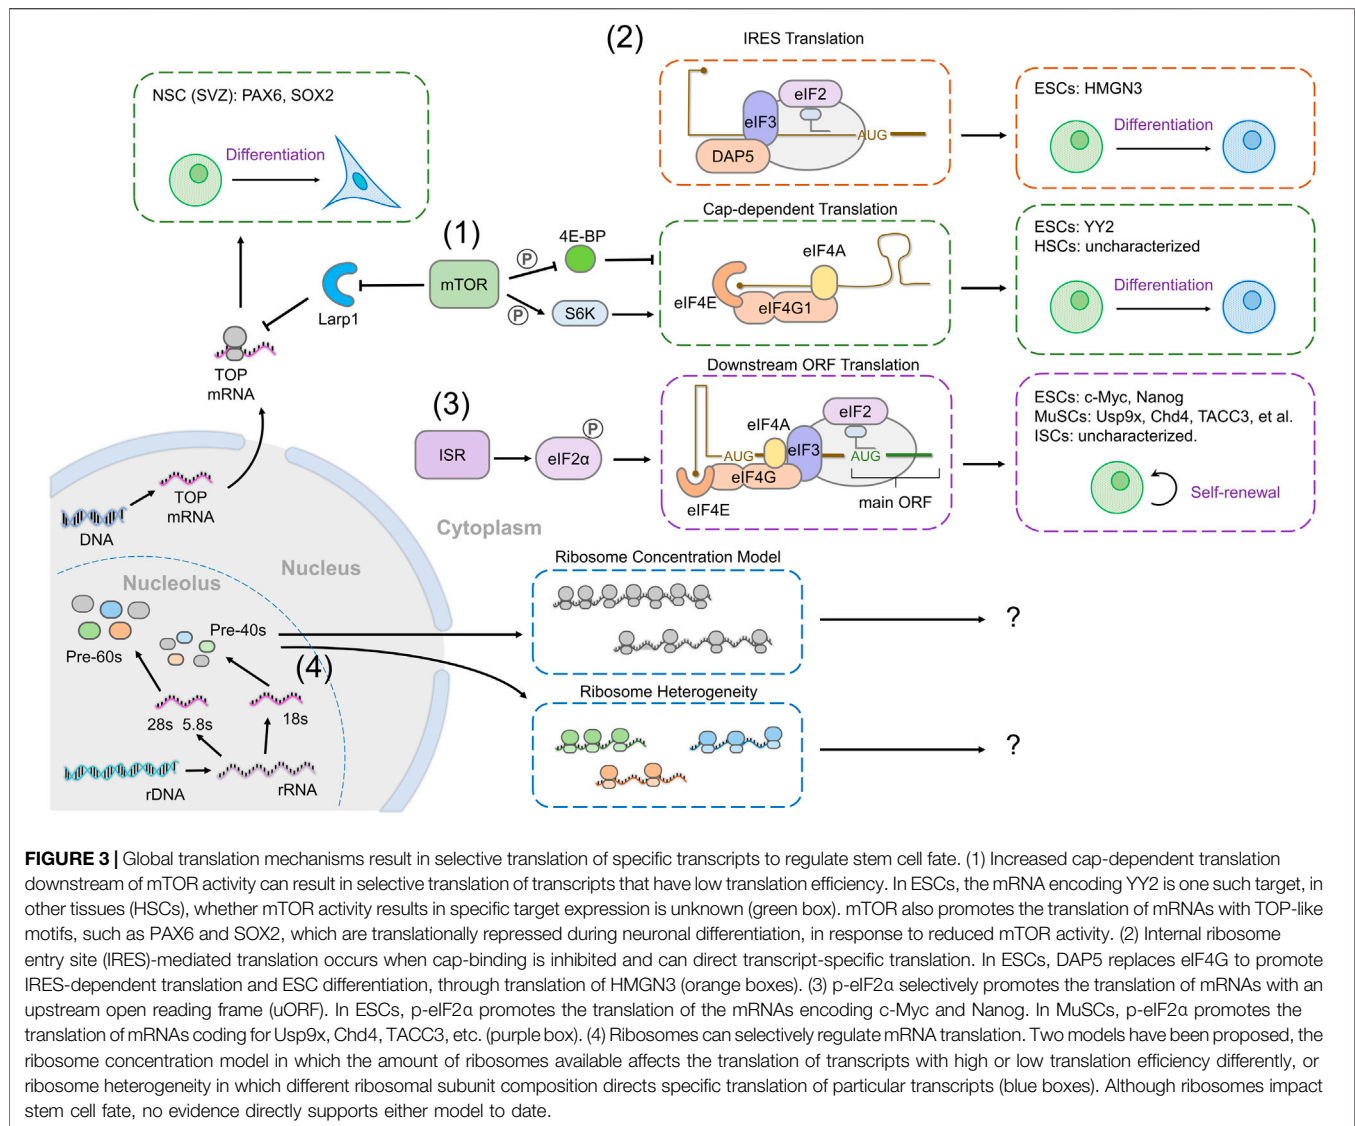 (2)
IRES Translation
NSC (SVZ): PAX6, SOX2
Differentiation
eIF2
eIF3
AUG
DAP5
ESCs: HMGN3
Differentiation
(1)
Cap-dependent Translation
4E-BP
P
mTOR
P
S6K
Larp1
eIF4A
eIF4E
eIF4G1
ESCs: YY2
HSCs: uncharacterized
Differentiation
TOP
mRNA
(3)
Downstream ORF Translation
ISR
P
eIF2α
eIF2
eIF4A
AUG
eIF3
AUG
eIF4G
eIF4E
main ORF
ESCs: c-Myc, Nanog
MuSCs: Usp9x, Chd4, TACC3, et al.
ISCs: uncharacterized.
Self-renewal
TOP
mRNA
DNA
Cytoplasm
Nucleus
Nucleolus
Ribosome Concentration Model
Pre-40s
Pre-60s
?
(4)
Ribosome Heterogeneity
28s 5.8s
18s
?
rDNA
rRNA
FIGURE 3 | Global translation mechanisms result in selective translation of specific transcripts to regulate stem cell fate. (1) Increased cap-dependent translation
downstream of mTOR activity can result in selective translation of transcripts that have low translation efficiency. In ESCs, the mRNA encoding YY2 is one such target, in
other tissues (HSCs), whether mTOR activity results in specific target expression is unknown (green box). mTOR also promotes the translation of mRNAs with TOP-like
motifs, such as PAX6 and SOX2, which are translationally repressed during neuronal differentiation, in response to reduced mTOR activity. (2) Internal ribosome
entry site (IRES)-mediated translation occurs when cap-binding is inhibited and can direct transcript-specific translation. In ESCs, DAP5 replaces eIF4G to promote
IRES-dependent translation and ESC differentiation, through translation of HMGN3 (orange boxes). (3) p-eIF2α selectively promotes the translation of mRNAs with an
upstream open reading frame (uORF). In ESCs, p-eIF2α promotes the translation of the mRNAs encoding c-Myc and Nanog. In MuSCs, p-eIF2α promotes the
translation of mRNAs coding for Usp9x, Chd4, TACC3, etc. (purple box). (4) Ribosomes can selectively regulate mRNA translation. Two models have been proposed, the
ribosome concentration model in which the amount of ribosomes available affects the translation of transcripts with high or low translation efficiency differently, or
ribosome heterogeneity in which different ribosomal subunit composition directs specific translation of particular transcripts (blue boxes). Although ribosomes impact
stem cell fate, no evidence directly supports either model to date.